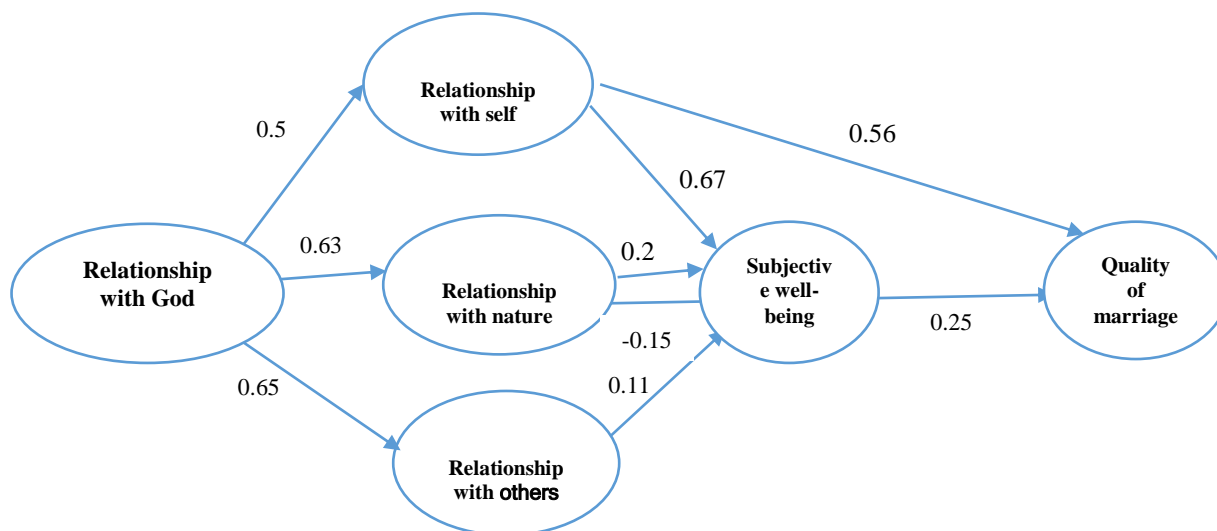 Relationship
with self
0.5
0.56
0.67
Relationship
with God
0.63
Relationship
with nature
0.2
-0.15
Subjectiv
e well-
being
Quality
of
marriage
0.25
0.65
0.11
Relationship
with others